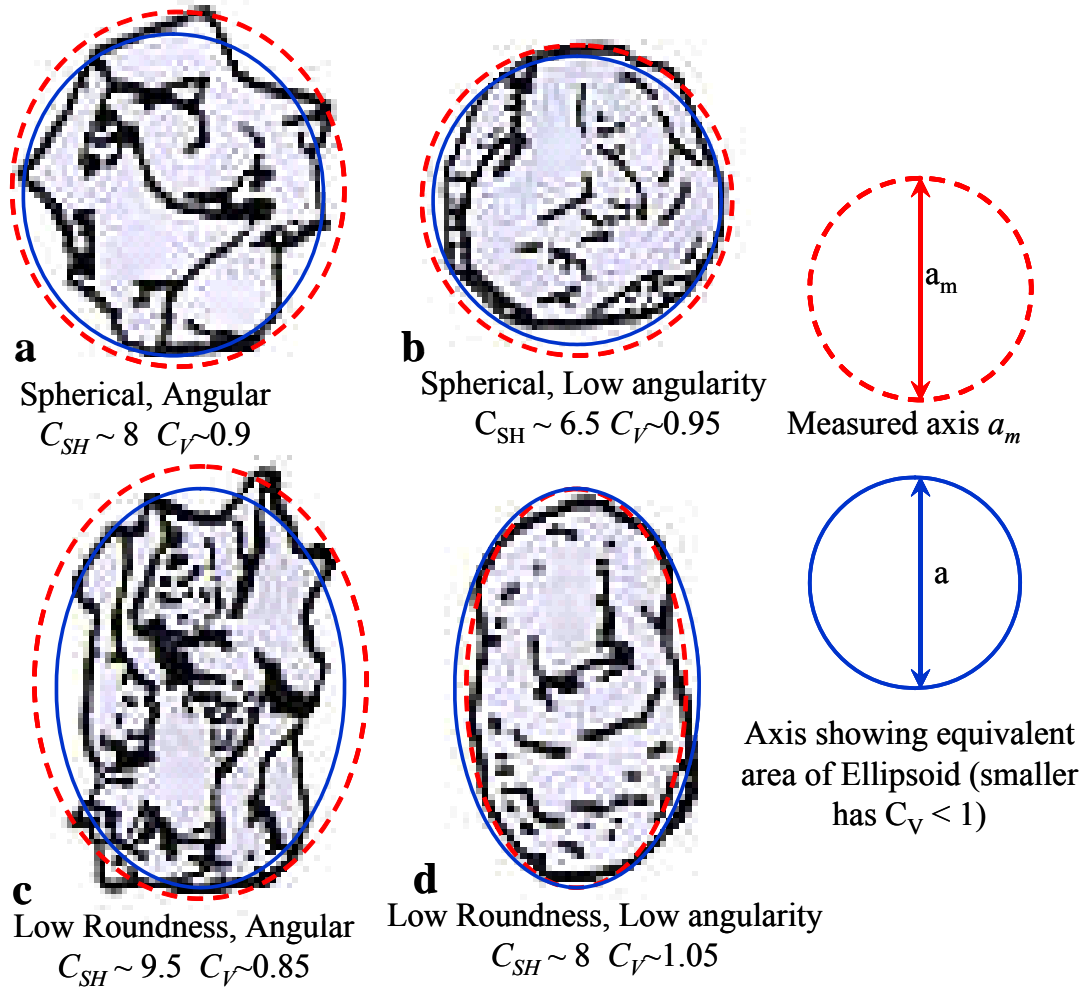 a
Spherical, Angular
C_SH ~ 8 C_V~0.9
b
Spherical, Low angularity
C_SH ~ 6.5 C_V~0.95
a_m
Measured axis a_m
c
Low Roundness, Angular
C_SH ~ 9.5 C_V~0.85
d
Low Roundness, Low angularity
C_SH ~ 8 C_V~1.05
a
Axis showing equivalent
area of Ellipsoid (smaller
has C_V < 1)